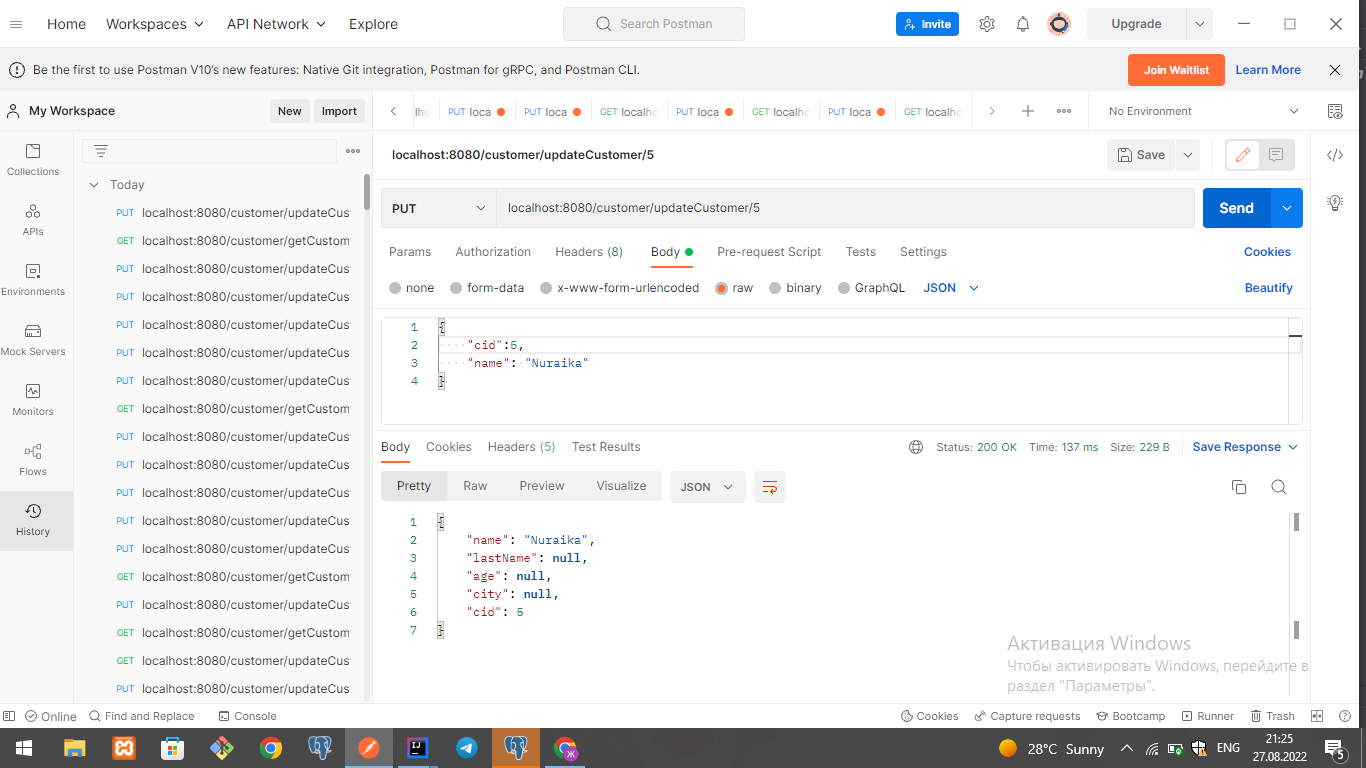 Home Workspaces API Network Explore Search Postman Invite Upgrade
Be the first to use Postman V10's new features: Native Git integration, Postman for gRPC, and Postman CLI. Join Waitlist Learn More
My Workspace New Import PUT loca PUT loca GET localho PUT loca GET localho PUT loca GET localho No Environment
localhost:8080/customer/updateCustomer/5 Save
Collections
Today
PUT localhost:8080/customer/updateCus
PUT localhost:8080/customer/updateCustomer/5 Send
APIs
GET localhost:8080/customer/getCustom
Params Authorization Headers (8) Body Pre-request Script Tests Settings Cookies
PUT localhost:8080/customer/updateCus
Environments
none form-data x-www-form-urlencoded raw binary GraphQL JSON Beautify
PUT localhost:8080/customer/updateCus
PUT localhost:8080/customer/updateCus
1 {
2 "cid":5,
3 "name": "Nuraika"
4 }
Mock Servers
PUT localhost:8080/customer/updateCus
PUT localhost:8080/customer/updateCus
Monitors
GET localhost:8080/customer/getCustom
PUT localhost:8080/customer/updateCus
Body Cookies Headers (5) Test Results Status: 200 OK Time: 137 ms Size: 229 B Save Response
PUT localhost:8080/customer/updateCus
Flows
PUT localhost:8080/customer/updateCus
Pretty Raw Preview Visualize JSON
PUT localhost:8080/customer/updateCus
History
PUT localhost:8080/customer/updateCus
GET localhost:8080/customer/getCustom
PUT localhost:8080/customer/updateCus
GET localhost:8080/customer/getCustom
GET localhost:8080/customer/getCustom
PUT localhost:8080/customer/updateCus
1 {
2 "name": "Nuraika",
3 "lastName": null,
4 "age": null,
5 "city": null,
6 "cid": 5
7 }
Активация Windows
Чтобы активировать Windows, перейдите в
раздел "Параметры".
Online Find and Replace Console Cookies Capture requests Bootcamp Runner Trash
28°C Sunny ENG 21:25
27.08.2022 5